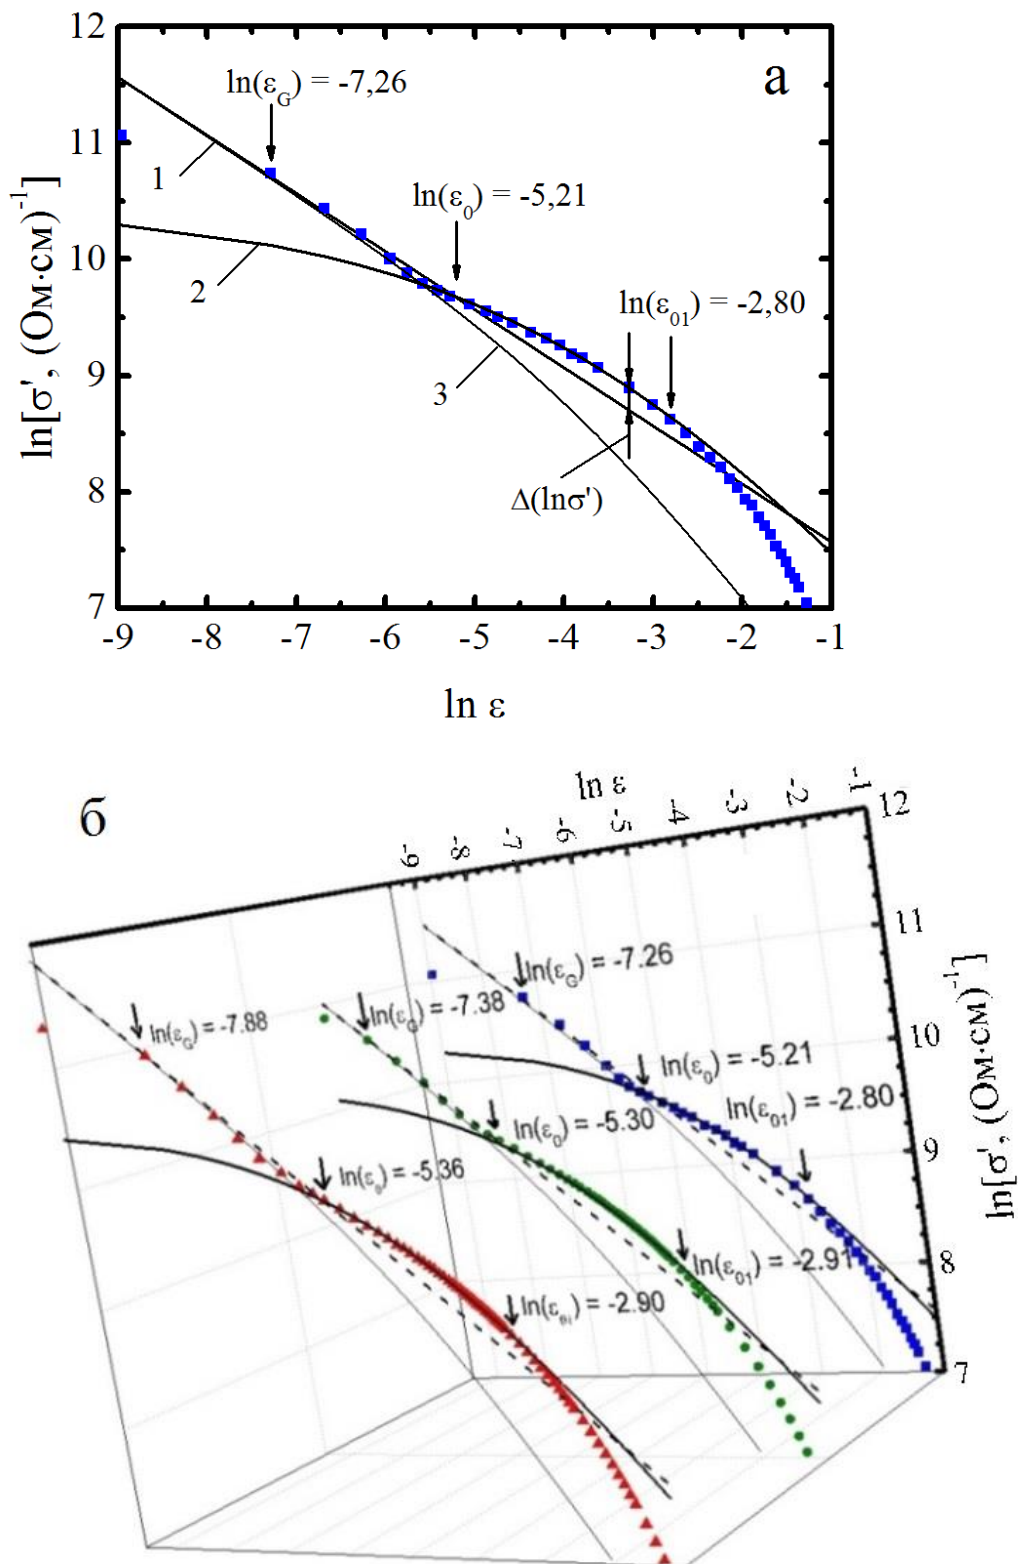 12
11
10
9
8
7
а
ln(ε_G) = -7,26
ln(ε_0) = -5,21
ln(ε_01) = -2,80
1
2
3
Δ(lnσ')
ln[σ', (Ом·см)^-1]
-9 -8 -7 -6 -5 -4 -3 -2 -1
ln ε
б
ln ε
-9 -8 -7 -6 -5 -4 -3 -2 -1
12
11
10
9
8
7
ln[σ', (Ом·см)^-1]
ln(ε_G) = -7.26
ln(ε_G) = -7.38
ln(ε_G) = -7.88
ln(ε_0) = -5.21
ln(ε_01) = -2.80
ln(ε_0) = -5.30
ln(ε_0) = -5.36
ln(ε_01) = -2.91
ln(ε_01) = -2.90